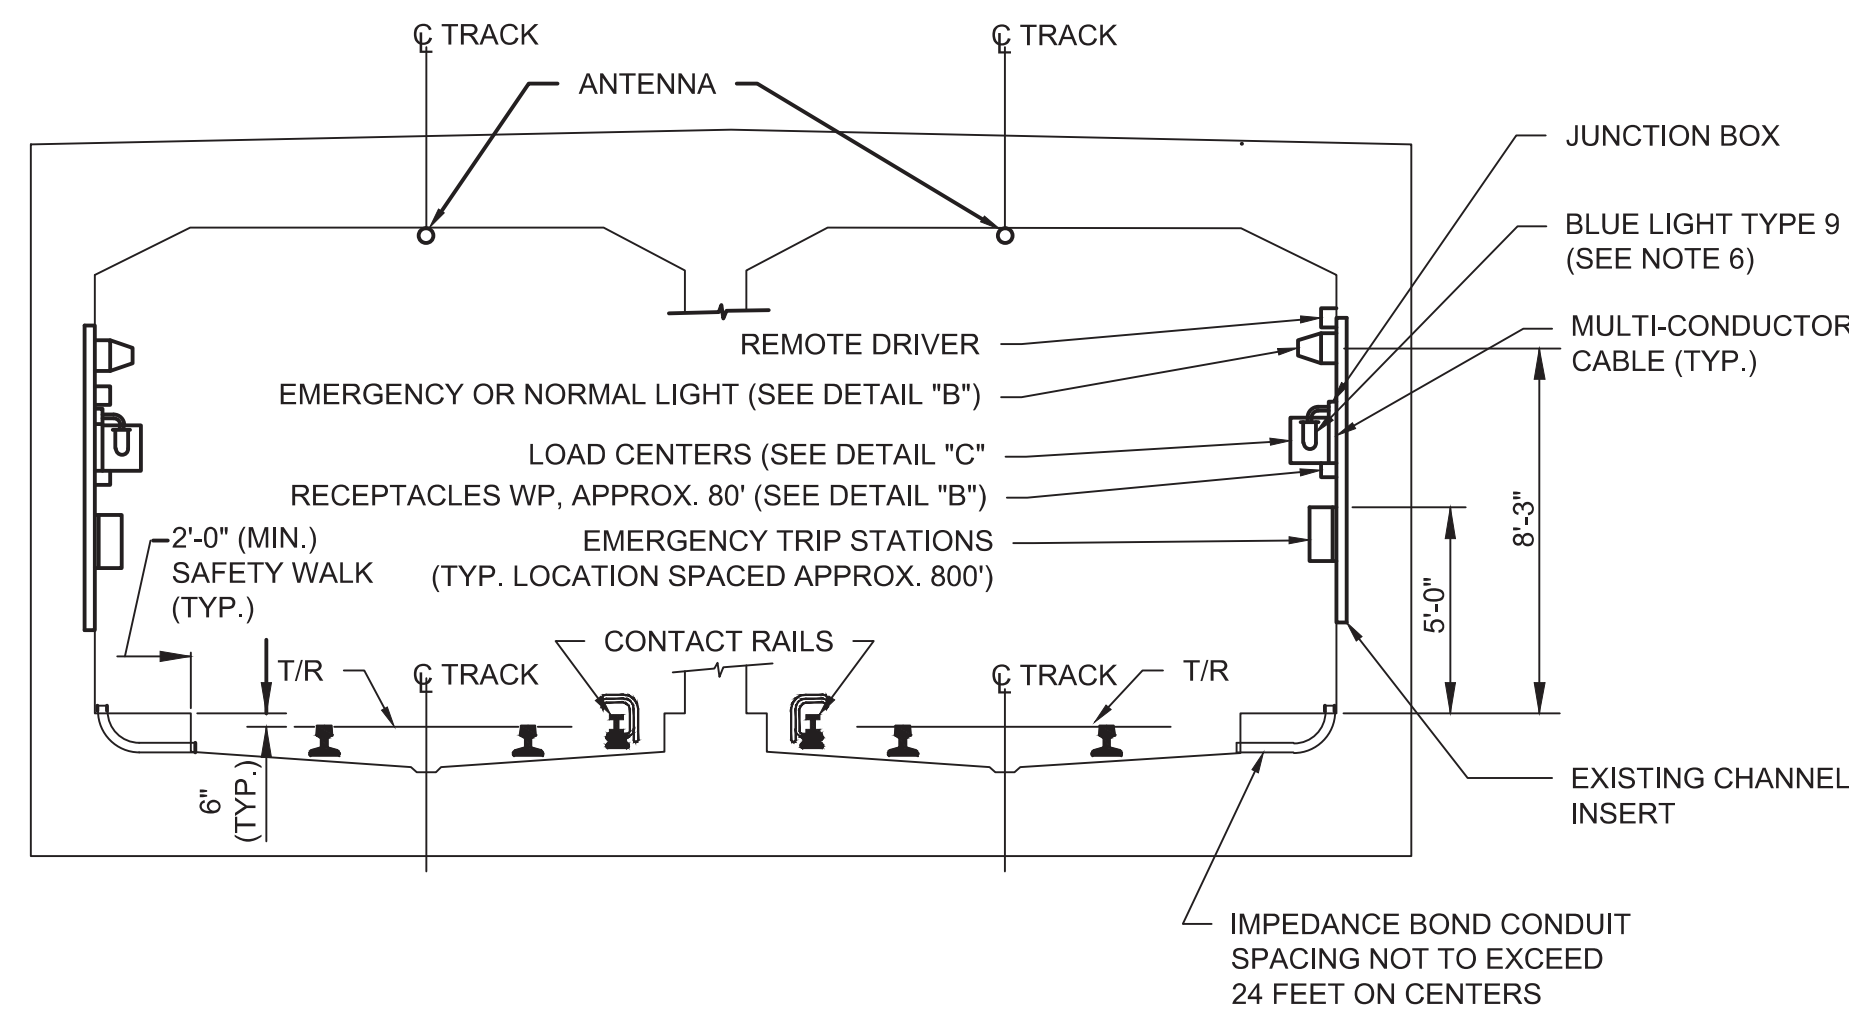 ℄ TRACK
℄ TRACK
ANTENNA
JUNCTION BOX
BLUE LIGHT TYPE 9
(SEE NOTE 6)
MULTI-CONDUCTOR
CABLE (TYP.)
REMOTE DRIVER
EMERGENCY OR NORMAL LIGHT (SEE DETAIL "B")
LOAD CENTERS (SEE DETAIL "C"
RECEPTACLES WP, APPROX. 80' (SEE DETAIL "B")
EMERGENCY TRIP STATIONS
(TYP. LOCATION SPACED APPROX. 800')
2'-0" (MIN.)
SAFETY WALK
(TYP.)
8'-3"
5'-0"
CONTACT RAILS
T/R
℄ TRACK
℄ TRACK
T/R
6"
(TYP.)
EXISTING CHANNEL
INSERT
IMPEDANCE BOND CONDUIT
SPACING NOT TO EXCEED
24 FEET ON CENTERS